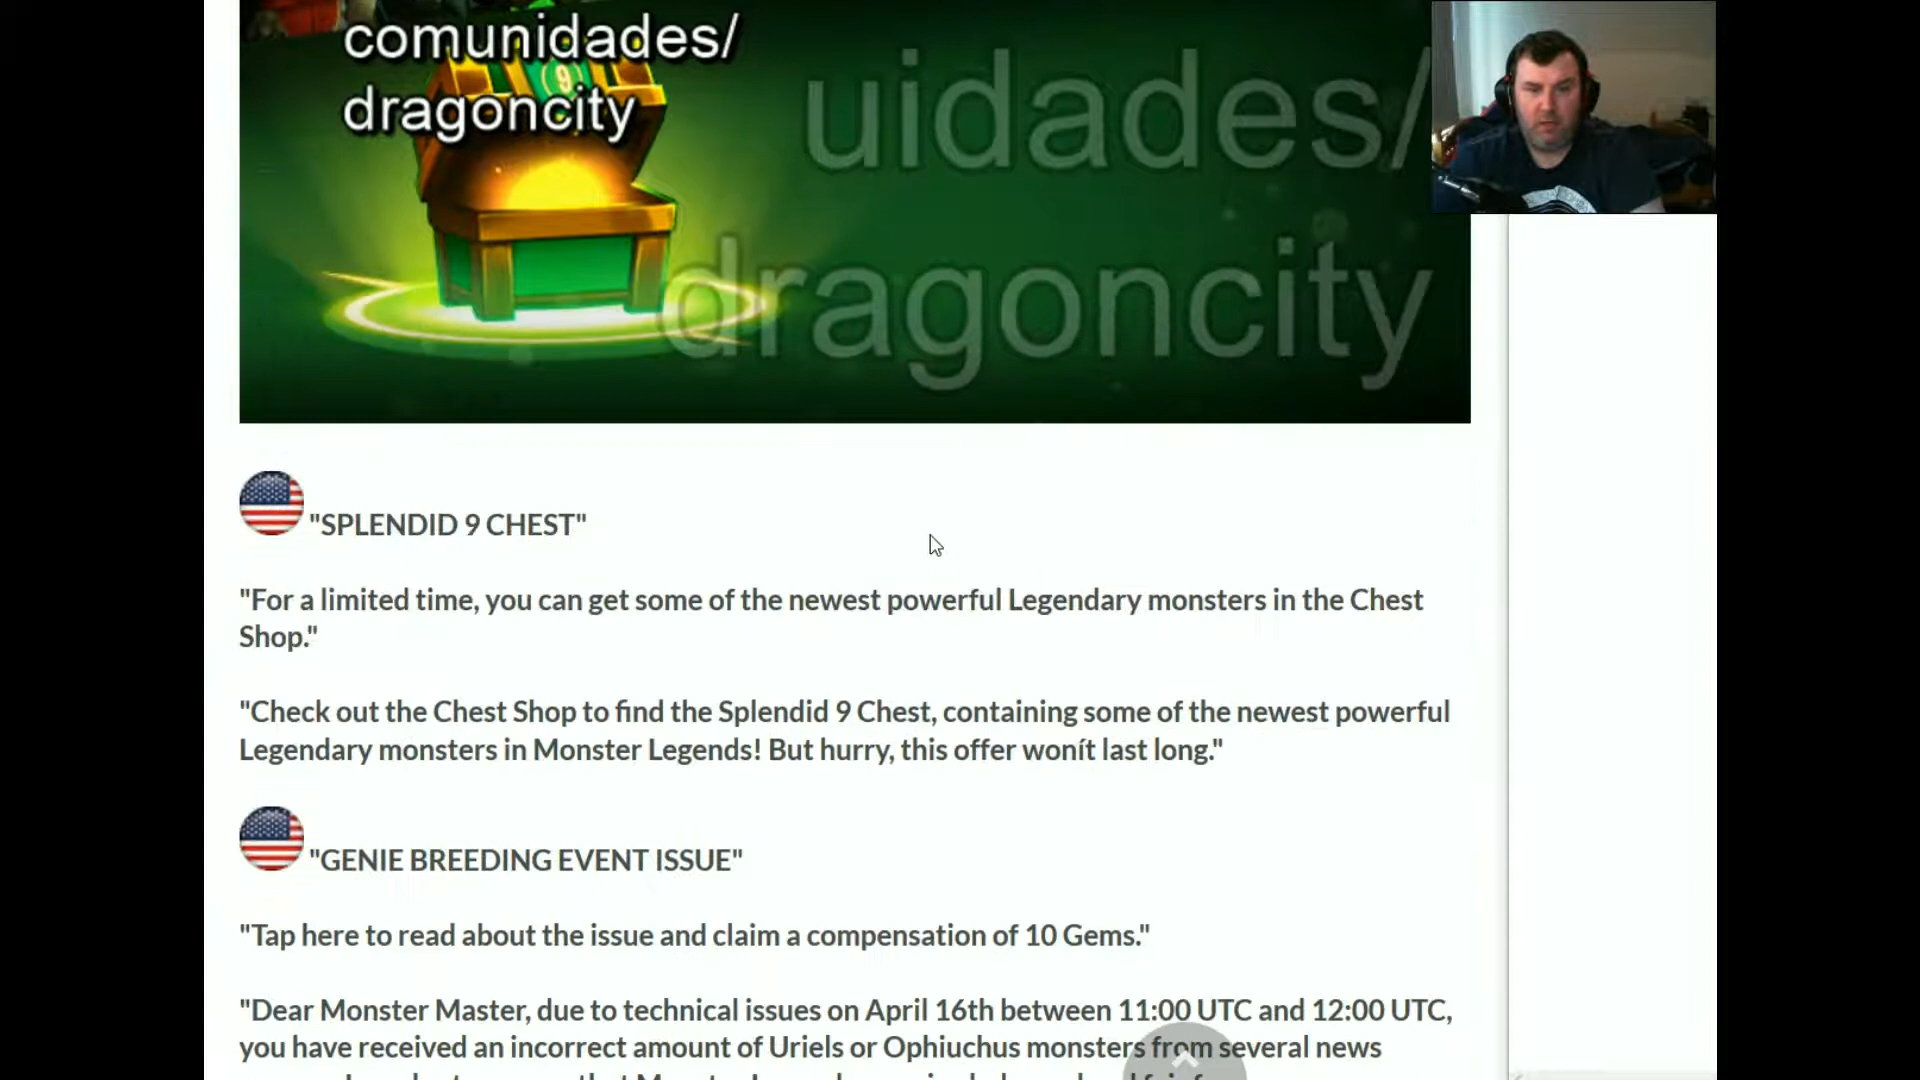 comunidades/
dragoncity
9
uidades/
dragoncity
"SPLENDID 9 CHEST"
"For a limited time, you can get some of the newest powerful Legendary monsters in the Chest
Shop."
"Check out the Chest Shop to find the Splendid 9 Chest, containing some of the newest powerful
Legendary monsters in Monster Legends! But hurry, this offer wonít last long."
"GENIE BREEDING EVENT ISSUE"
"Tap here to read about the issue and claim a compensation of 10 Gems."
"Dear Monster Master, due to technical issues on April 16th between 11:00 UTC and 12:00 UTC,
you have received an incorrect amount of Uriels or Ophiuchus monsters from several news